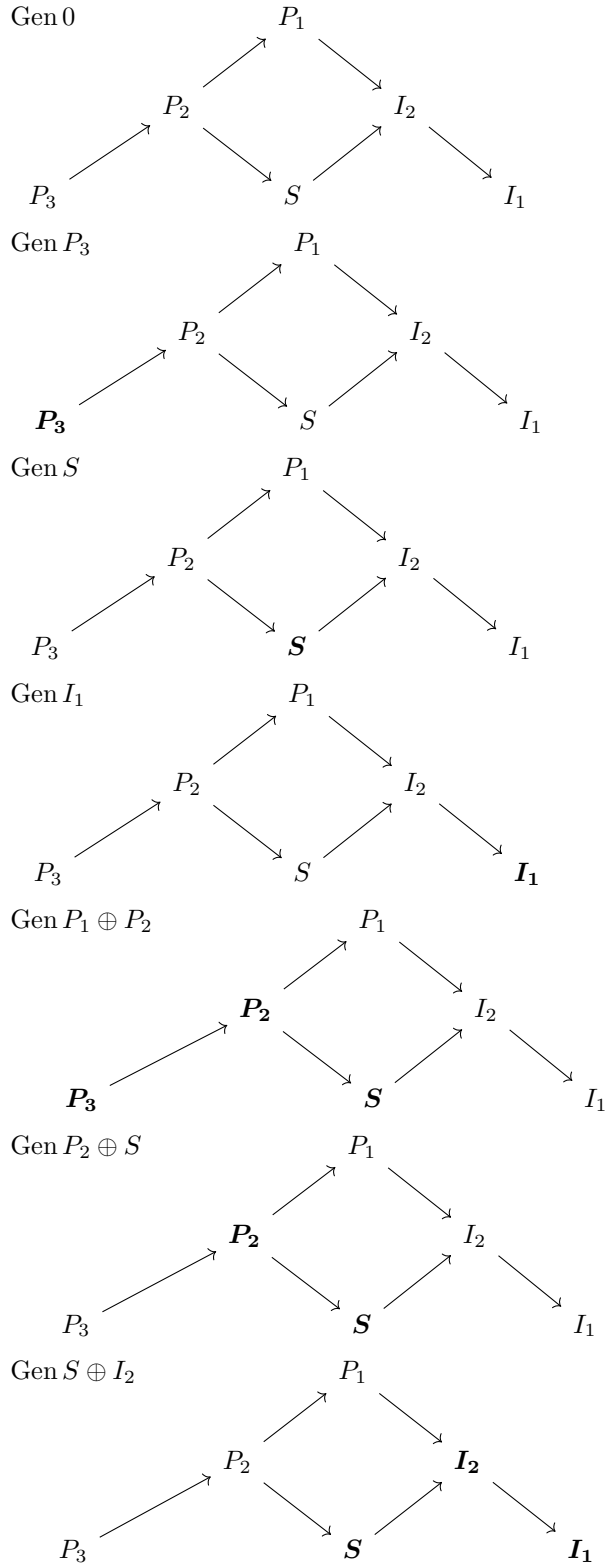 Gen 0
P₁
P₂ I₂
P₃ S I₁
Gen P₃
P₁
P₂ I₂
P₃ S I₁
Gen S
P₁
P₂ I₂
P₃ S I₁
Gen I₁
P₁
P₂ I₂
P₃ S I₁
Gen P₁ ⊕ P₂
P₁
P₂ I₂
P₃ S I₁
Gen P₂ ⊕ S
P₁
P₂ I₂
P₃ S I₁
Gen S ⊕ I₂
P₁
P₂ I₂
P₃ S I₁